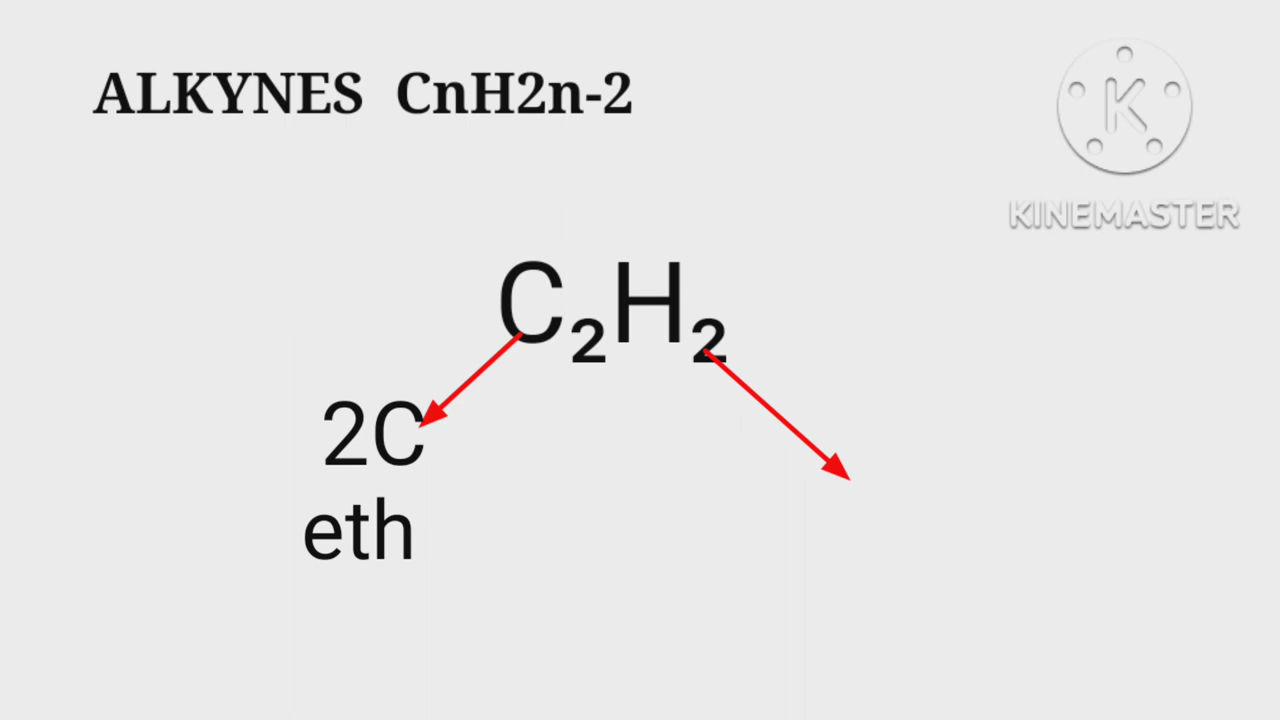 ALKYNES CnH2n-2
K
KINEMASTER
C₂H₂
2C
eth